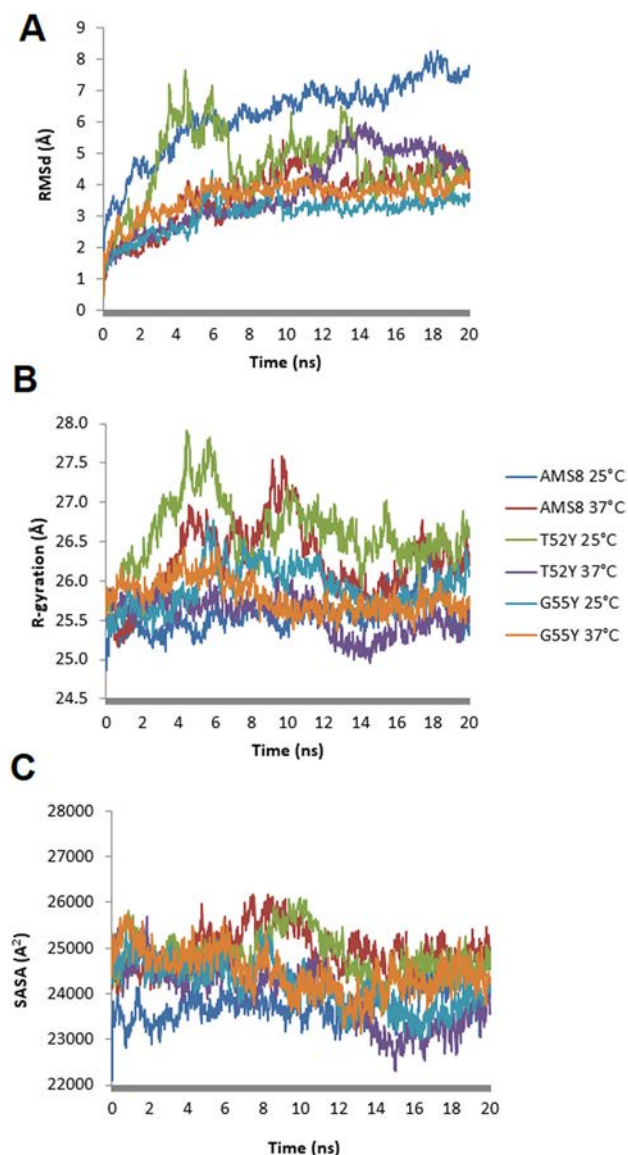 A
9
8
7
6
5
4
3
2
1
0
RMSd (Å)
0 2 4 6 8 10 12 14 16 18 20
Time (ns)
B
28.0
27.5
27.0
26.5
26.0
25.5
25.0
24.5
R-gyration (Å)
0 2 4 6 8 10 12 14 16 18 20
Time (ns)
AMS8 25°C
AMS8 37°C
T52Y 25°C
T52Y 37°C
G55Y 25°C
G55Y 37°C
C
28000
27000
26000
25000
24000
23000
22000
SASA (A²)
0 2 4 6 8 10 12 14 16 18 20
Time (ns)